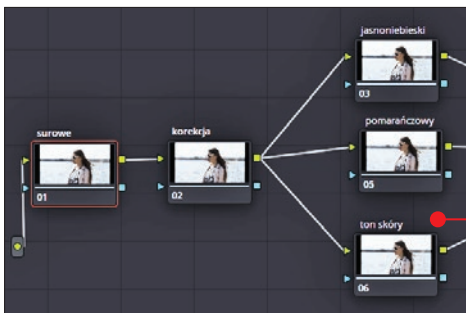 jasnoniebieski
03
surowe
01
korekcja
02
pomarańczowy
05
ton skóry
06